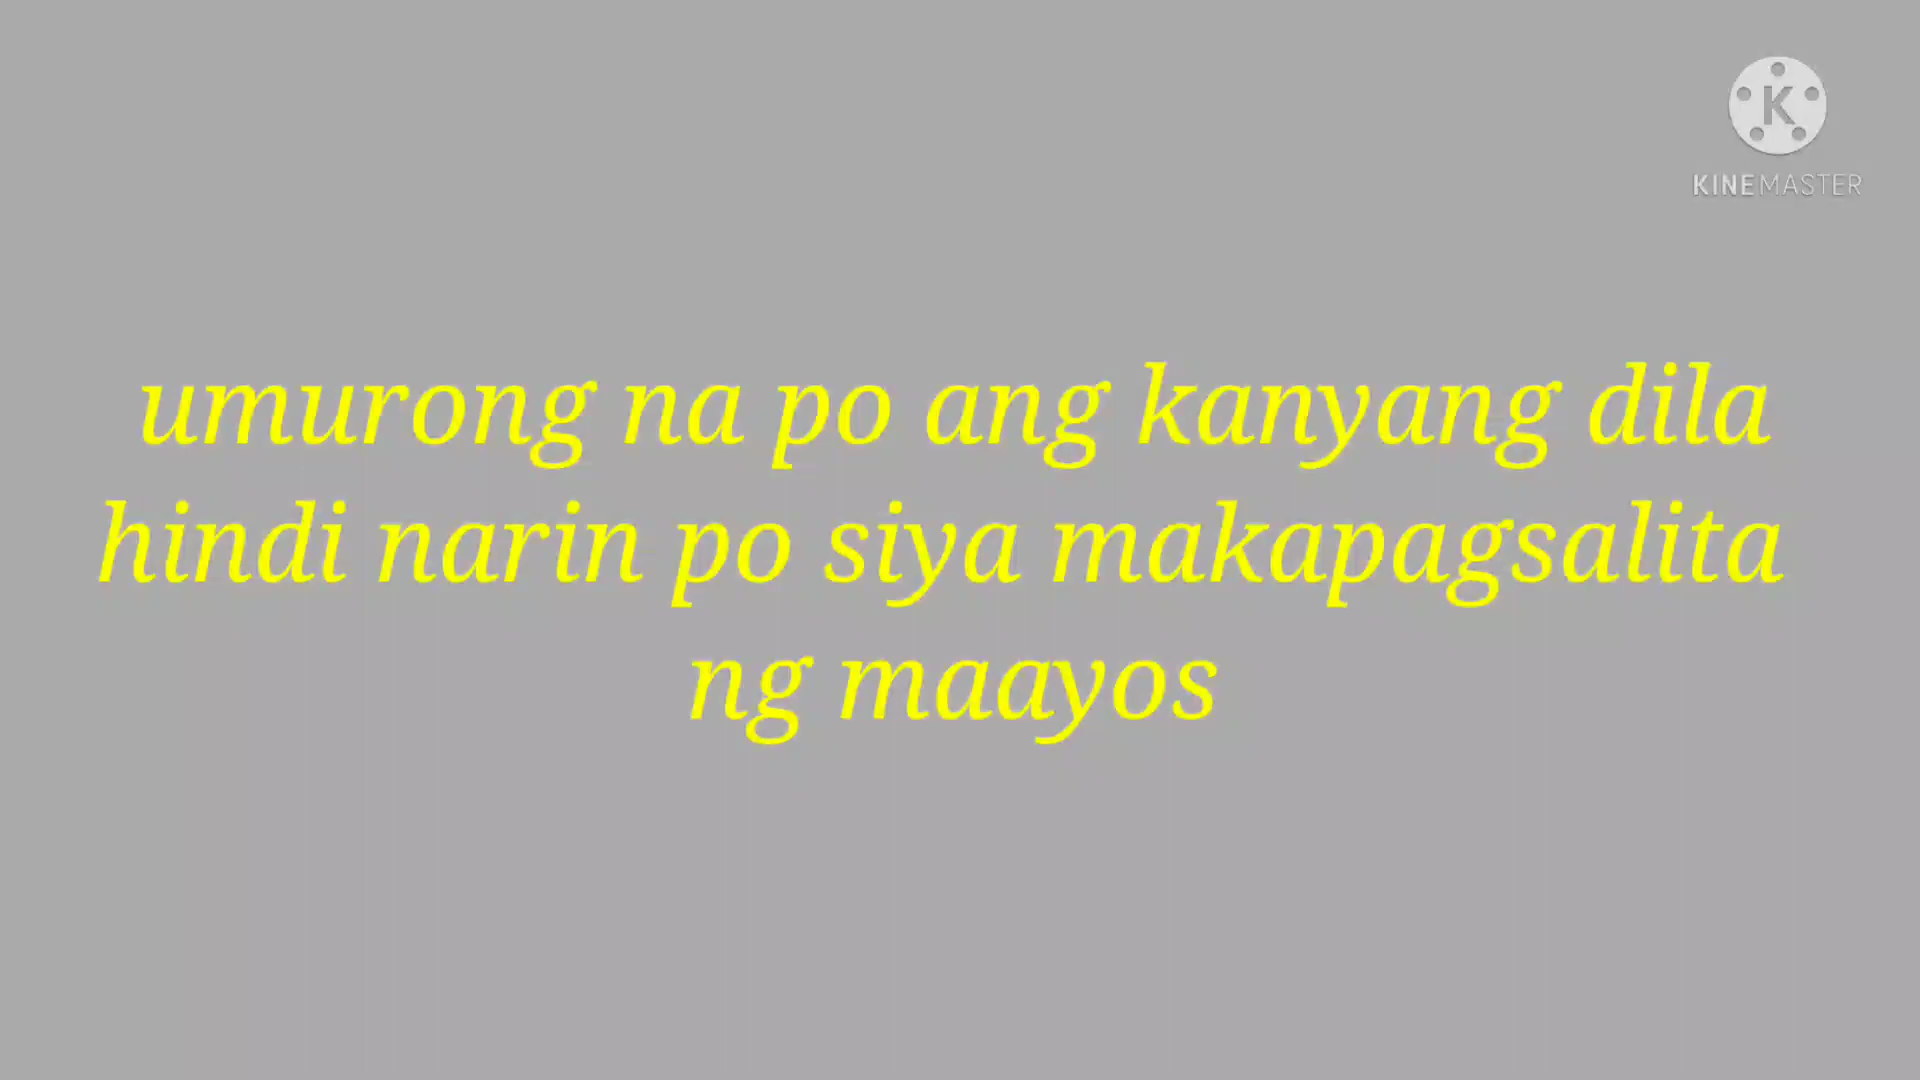 K
KINEMASTER
umurong na po ang kanyang dila
hindi narin po siya makapagsalita
ng maayos